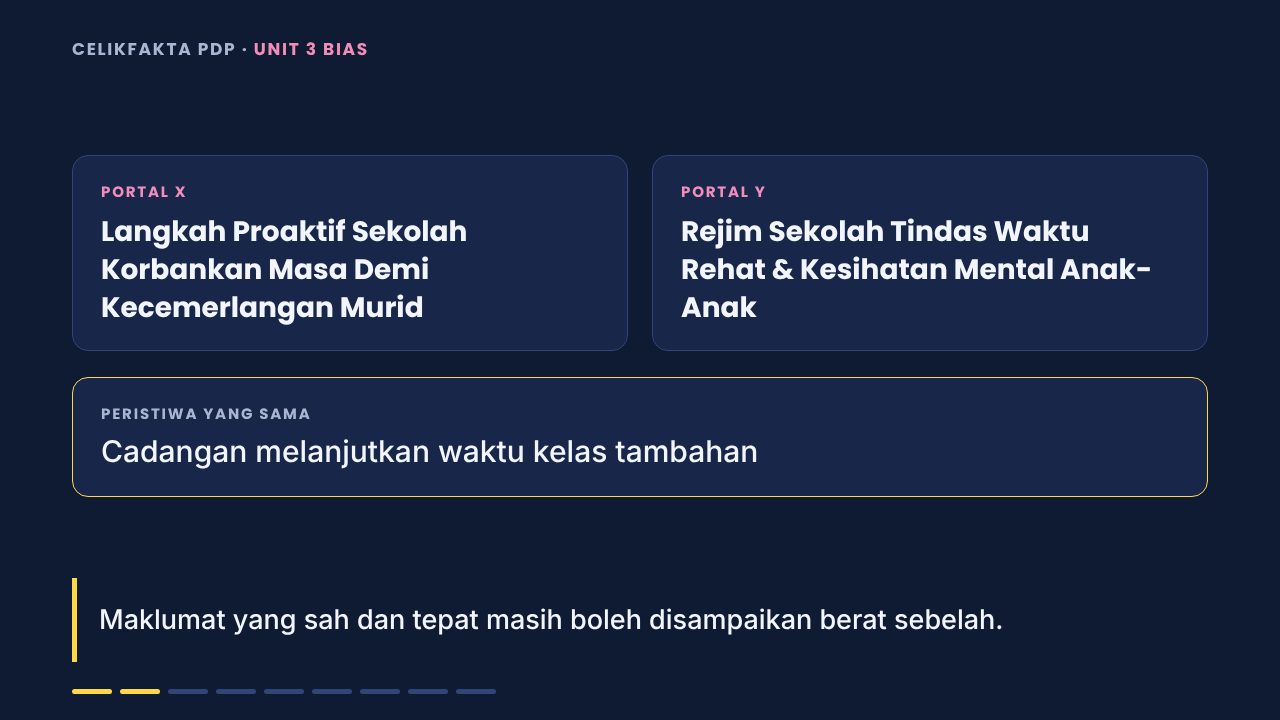 CELIKFAKTA PDP · UNIT 3 BIAS
PORTAL X
Langkah Proaktif Sekolah
Korbankan Masa Demi
Kecemerlangan Murid
PORTAL Y
Rejim Sekolah Tindas Waktu
Rehat & Kesihatan Mental Anak-
Anak
PERISTIWA YANG SAMA
Cadangan melanjutkan waktu kelas tambahan
Maklumat yang sah dan tepat masih boleh disampaikan berat sebelah.